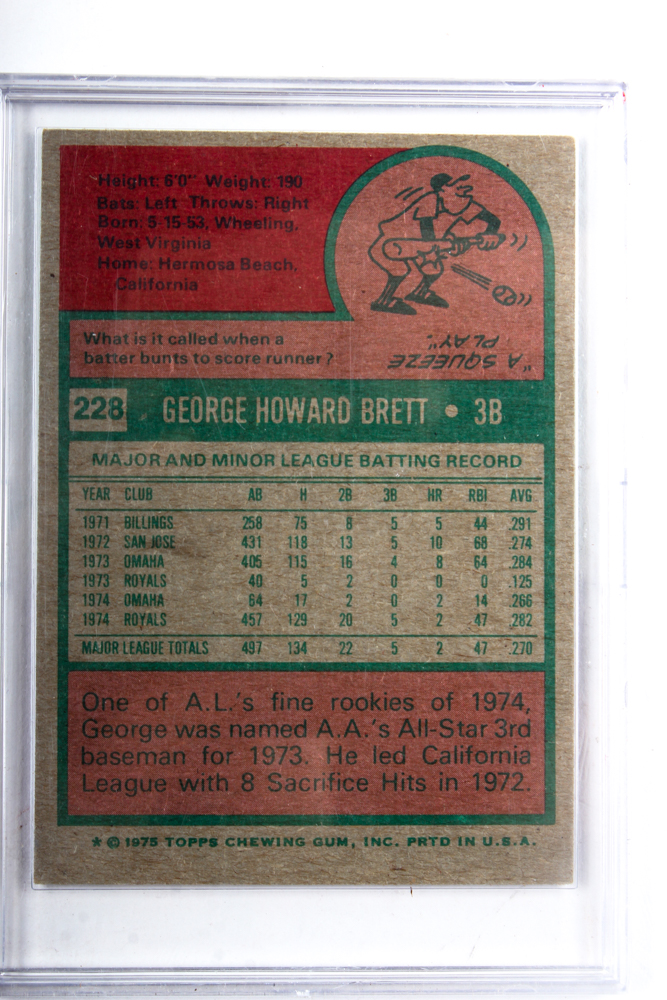 Height: 6'0" Weight: 190
Bats: Left Throws: Right
Born: 5-15-53, Wheeling,
West Virginia
Home: Hermosa Beach,
California
What is it called when a
batter bunts to score runner?
"A SQUEEZE
PLAY".
228 GEORGE HOWARD BRETT • 3B
MAJOR AND MINOR LEAGUE BATTING RECORD
YEAR CLUB AB H 2B 3B HR RBI AVG
1971 BILLINGS 258 75 8 5 5 44 .291
1972 SAN JOSE 431 118 13 5 10 68 .274
1973 OMAHA 405 115 16 4 8 64 .284
1973 ROYALS 40 5 2 0 0 0 .125
1974 OMAHA 64 17 2 0 2 14 .266
1974 ROYALS 457 129 20 5 2 47 .282
MAJOR LEAGUE TOTALS 497 134 22 5 2 47 .270
One of A.L.'s fine rookies of 1974,
George was named A.A.'s All-Star 3rd
baseman for 1973. He led California
League with 8 Sacrifice Hits in 1972.
* © 1975 TOPPS CHEWING GUM, INC. PRTD IN U.S.A.